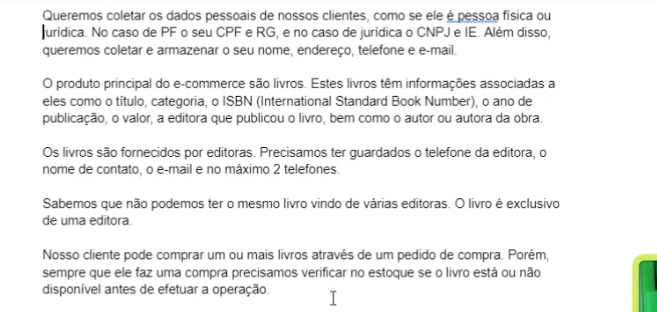 Queremos coletar os dados pessoais de nossos clientes, como se ele é pessoa física ou
jurídica. No caso de PF o seu CPF e RG, e no caso de jurídica o CNPJ e IE. Além disso,
queremos coletar e armazenar o seu nome, endereço, telefone e e-mail.
O produto principal do e-commerce são livros. Estes livros têm informações associadas a
eles como o título, categoria, o ISBN (International Standard Book Number), o ano de
publicação, o valor, a editora que publicou o livro, bem como o autor ou autora da obra.
Os livros são fornecidos por editoras. Precisamos ter guardados o telefone da editora, o
nome de contato, o e-mail e no máximo 2 telefones.
Sabemos que não podemos ter o mesmo livro vindo de várias editoras. O livro é exclusivo
de uma editora.
Nosso cliente pode comprar um ou mais livros através de um pedido de compra. Porém,
sempre que ele faz uma compra precisamos verificar no estoque se o livro está ou não
disponível antes de efetuar a operação.